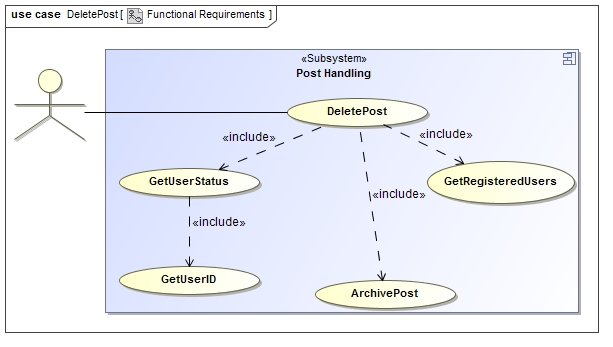 use case DeletePost [ Functional Requirements ]
«Subsystem»
Post Handling
DeletePost
«include»
«include»
GetUserStatus
GetRegisteredUsers
«include»
«include»
GetUserID
ArchivePost